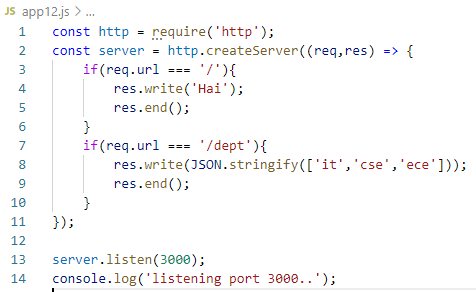 JS app12.js > ...
1 const http = require('http');
2 const server = http.createServer((req,res) => {
3 if(req.url === '/'){
4 res.write('Hai');
5 res.end();
6 }
7 if(req.url === '/dept'){
8 res.write(JSON.stringify(['it','cse','ece']));
9 res.end();
10 }
11 });
12
13 server.listen(3000);
14 console.log('listening port 3000..');